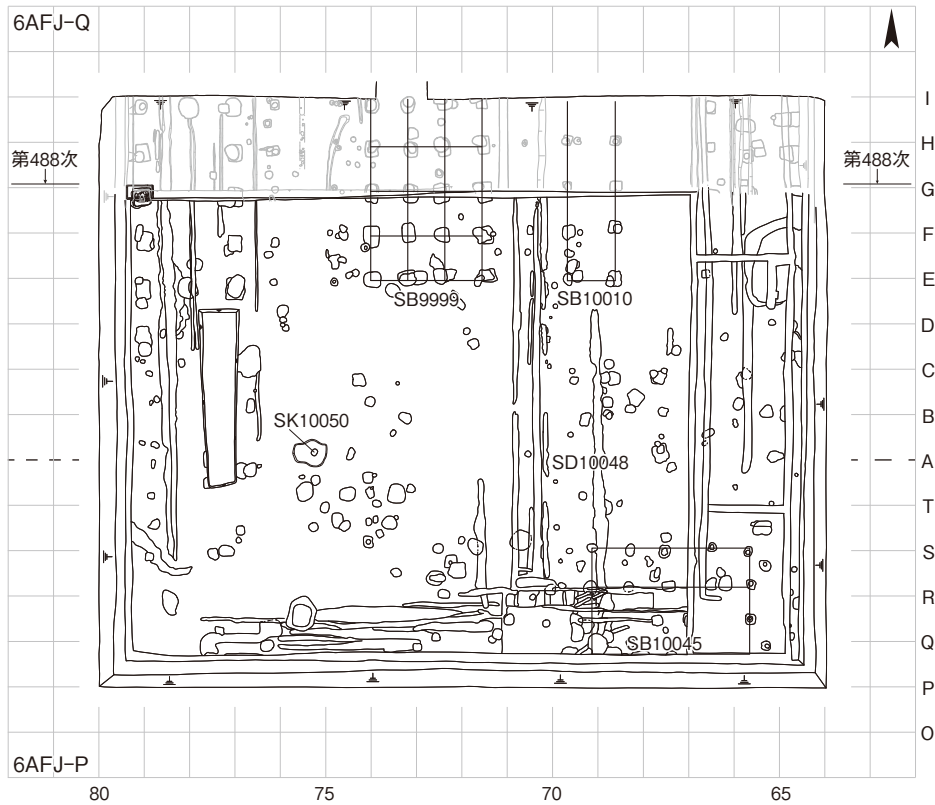 6AFJ-Q
I
H
第488次
第488次
G
F
E
SB9999
SB10010
D
C
B
SK10050
A
SD10048
T
S
R
Q
SB10045
P
O
6AFJ-P
80
75
70
65